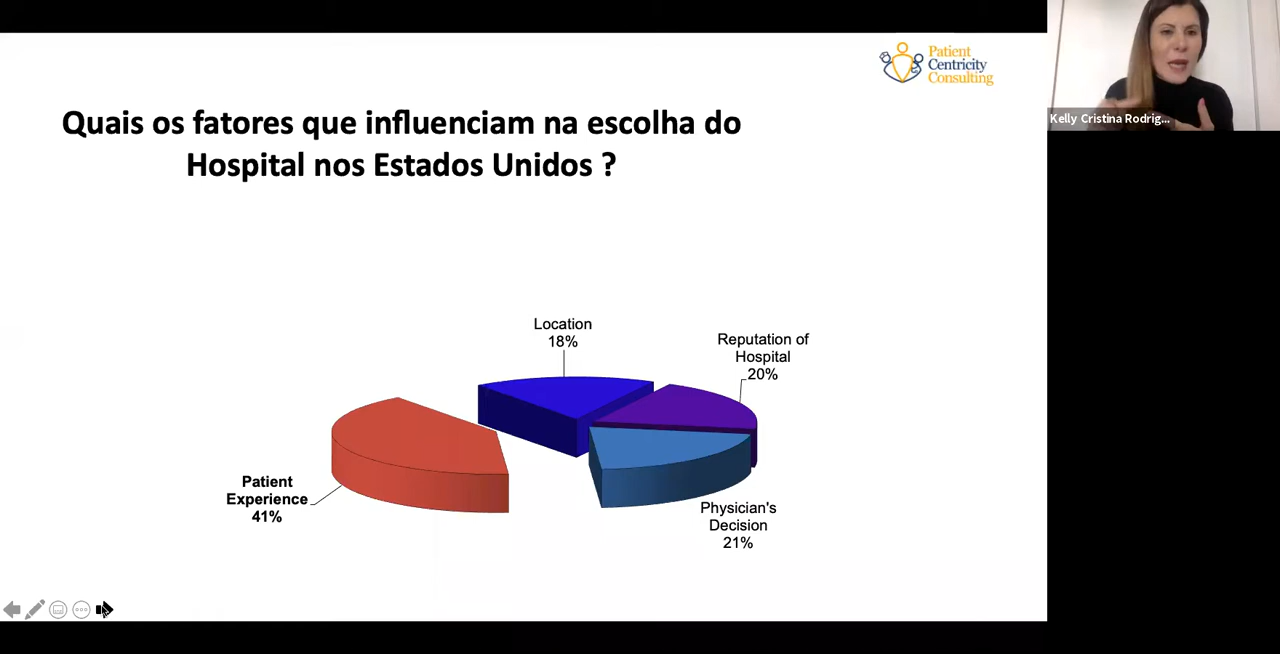 Patient
Centricity
Consulting
Kelly Cristina Rodrig...
Quais os fatores que influenciam na escolha do
Hospital nos Estados Unidos ?
Location
18%
Reputation of
Hospital
20%
Patient
Experience
41%
Physician's
Decision
21%